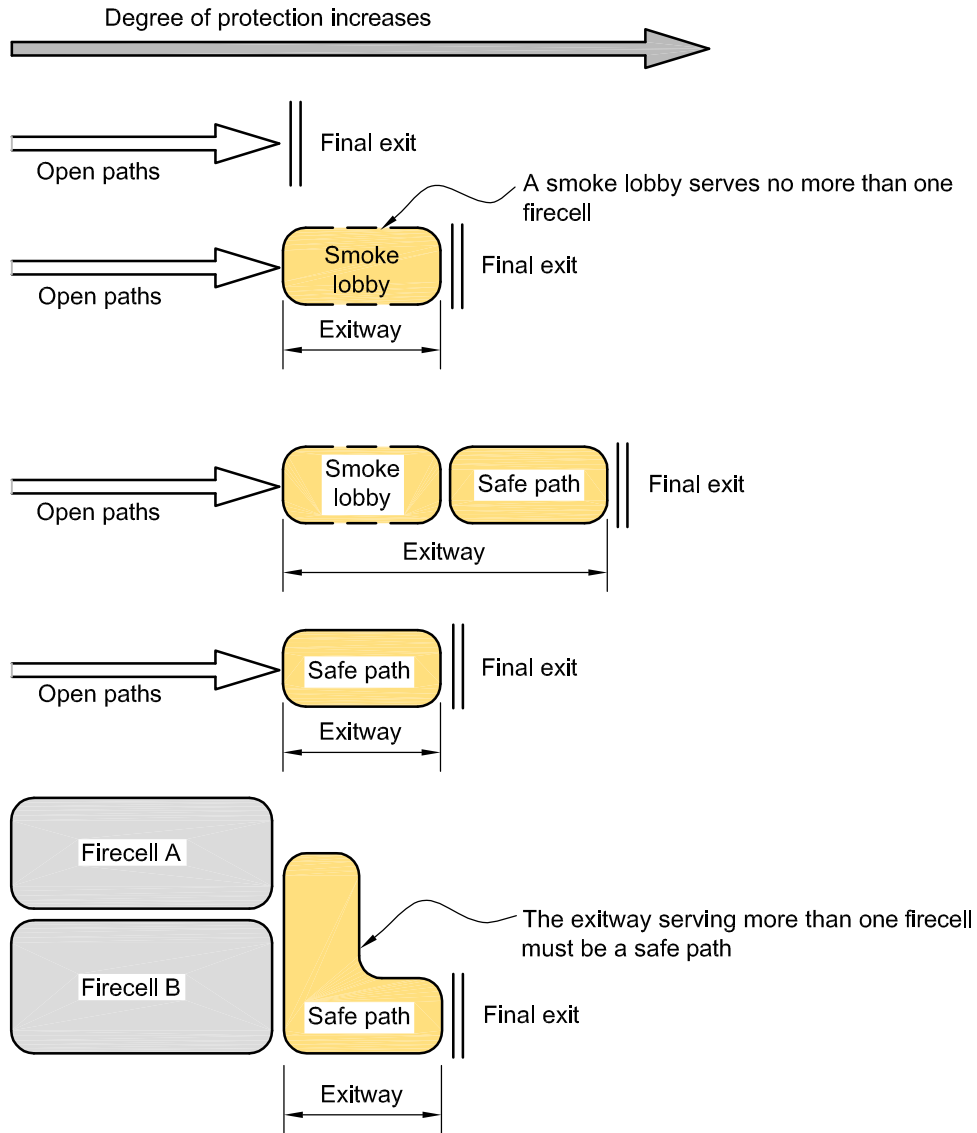 Degree of protection increases
Open paths
Final exit
A smoke lobby serves no more than one
firecell
Open paths
Smoke
lobby
Final exit
Exitway
Open paths
Smoke
lobby
Safe path
Final exit
Exitway
Open paths
Safe path
Final exit
Exitway
Firecell A
Firecell B
The exitway serving more than one firecell
must be a safe path
Safe path
Final exit
Exitway